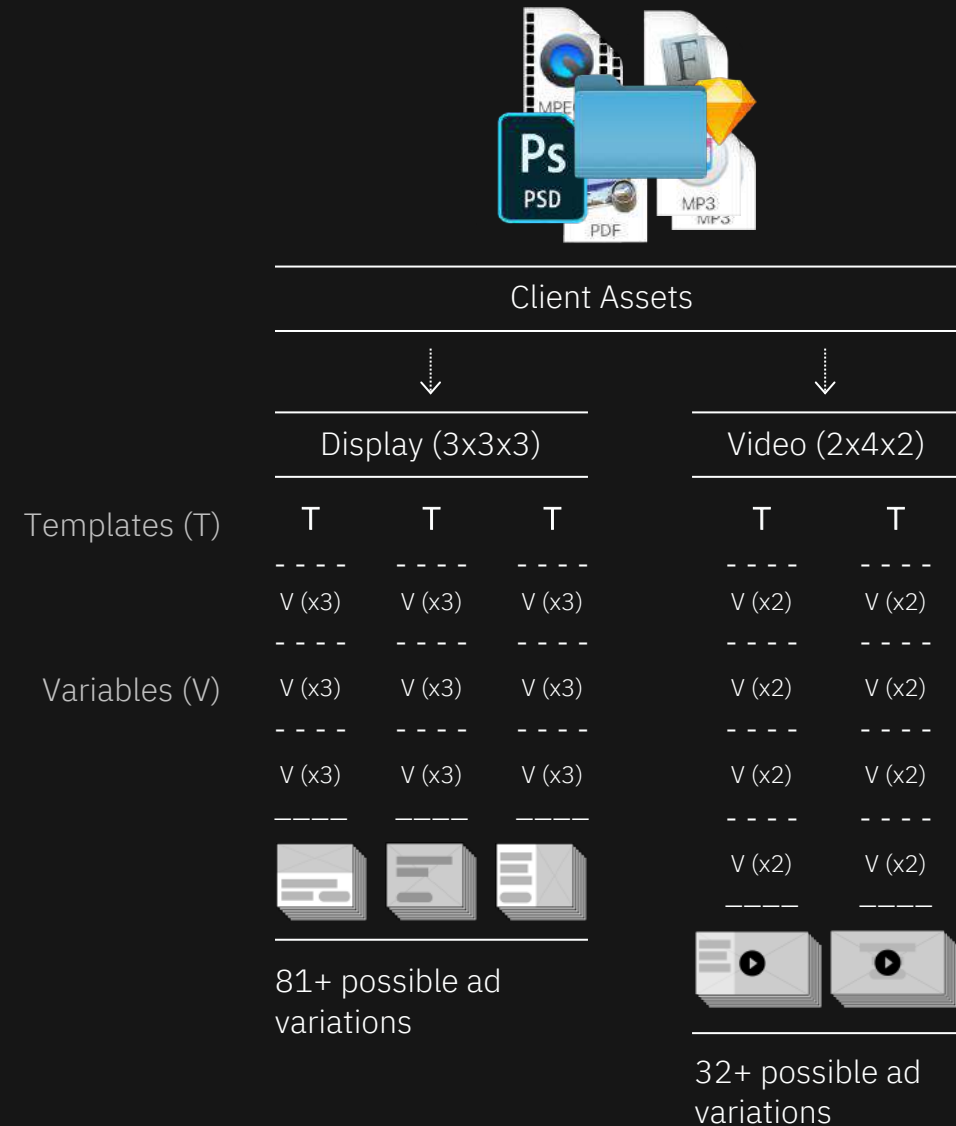 MPE
F
Ps
PSD
PDF
MP3
MP3
Client Assets
Display (3x3x3)
Video (2x4x2)
Templates (T)
T T T T T
- - - - - - - - - - - - - - - - - - - -
V (x3) V (x3) V (x3) V (x2) V (x2)
- - - - - - - - - - - - - - - - - - - -
Variables (V) V (x3) V (x3) V (x3) V (x2) V (x2)
- - - - - - - - - - - - - - - - - - - -
V (x3) V (x3) V (x3) V (x2) V (x2)
- - - - - - - -
V (x2) V (x2)
81+ possible ad
variations
32+ possible ad
variations